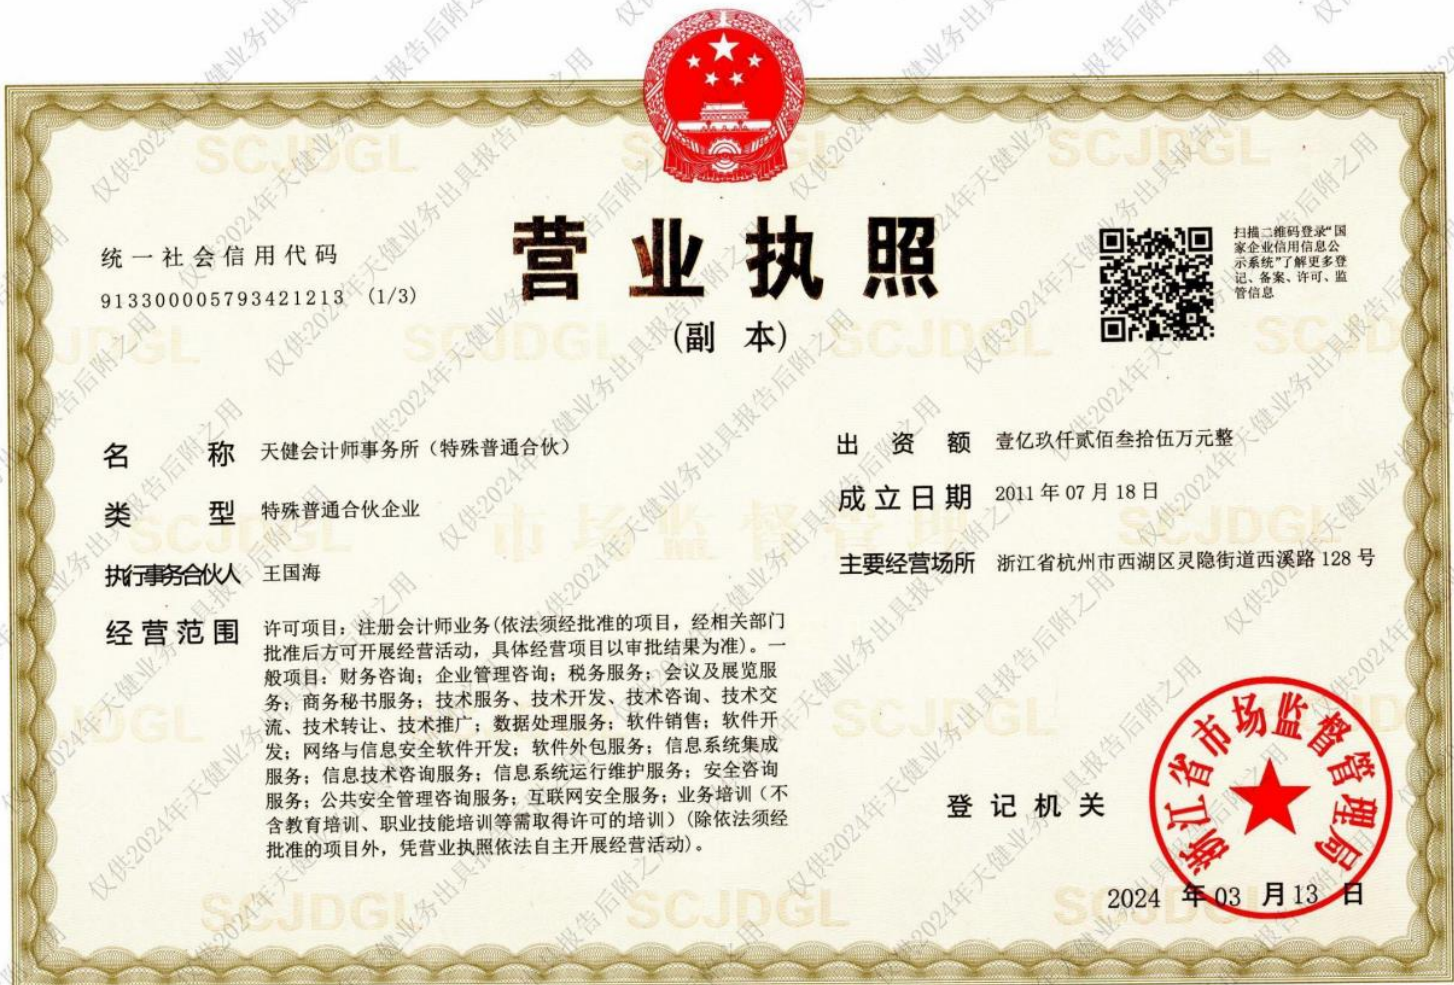 营业执照
(副 本)
统一社会信用代码
913300005793421213 (1/3)
扫描二维码登录“国
家企业信用信息公
示系统”了解更多登
记、备案、许可、监
管信息
名 称 天健会计师事务所（特殊普通合伙）
类 型 特殊普通合伙企业
执行事务合伙人 王国海
经营范围 许可项目：注册会计师业务(依法须经批准的项目，经相关部门
批准后方可开展经营活动，具体经营项目以审批结果为准)。一
般项目：财务咨询；企业管理咨询；税务服务；会议及展览服
务；商务秘书服务；技术服务、技术开发、技术咨询、技术交
流、技术转让、技术推广；数据处理服务；软件销售；软件开
发；网络与信息安全软件开发；软件外包服务；信息系统集成
服务；信息技术咨询服务；信息系统运行维护服务；安全咨询
服务；公共安全管理咨询服务；互联网安全服务；业务培训（不
含教育培训、职业技能培训等需取得许可的培训）(除依法须经
批准的项目外，凭营业执照依法自主开展经营活动)。
出 资 额 壹亿玖仟贰佰叁拾伍万元整
成立日期 2011 年 07 月 18 日
主要经营场所 浙江省杭州市西湖区灵隐街道西溪路 128 号
登记机关
浙江省市场监督管理局
2024 年 03 月 13 日
市场监督管理
SCJDGL
仅供2024年天健业务出具报告后附之用